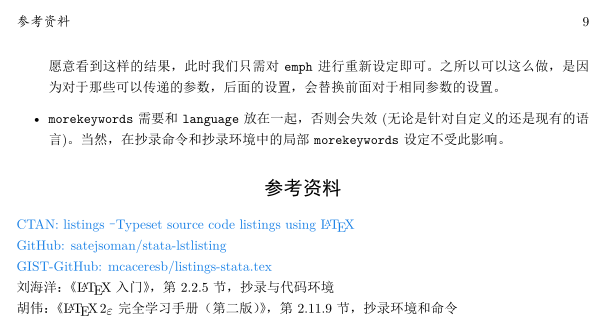 参考资料 9
愿意看到这样的结果，此时我们只需对 emph 进行重新设定即可。之所以可以这么做，是因
为对于那些可以传递的参数，后面的设置，会替换前面对于相同参数的设置。
• morekeywords 需要和 language 放在一起，否则会失效 (无论是针对自定义的还是现有的语
言)。当然，在抄录命令和抄录环境中的局部 morekeywords 设定不受此影响。
参考资料
CTAN: listings –Typeset source code listings using LATEX
GitHub: satejsoman/stata-lstlisting
GIST-GitHub: mcaceresb/listings-stata.tex
刘海洋：《LATEX 入门》，第 2.2.5 节，抄录与代码环境
胡伟：《LATEX 2ε 完全学习手册（第二版）》，第 2.11.9 节，抄录环境和命令